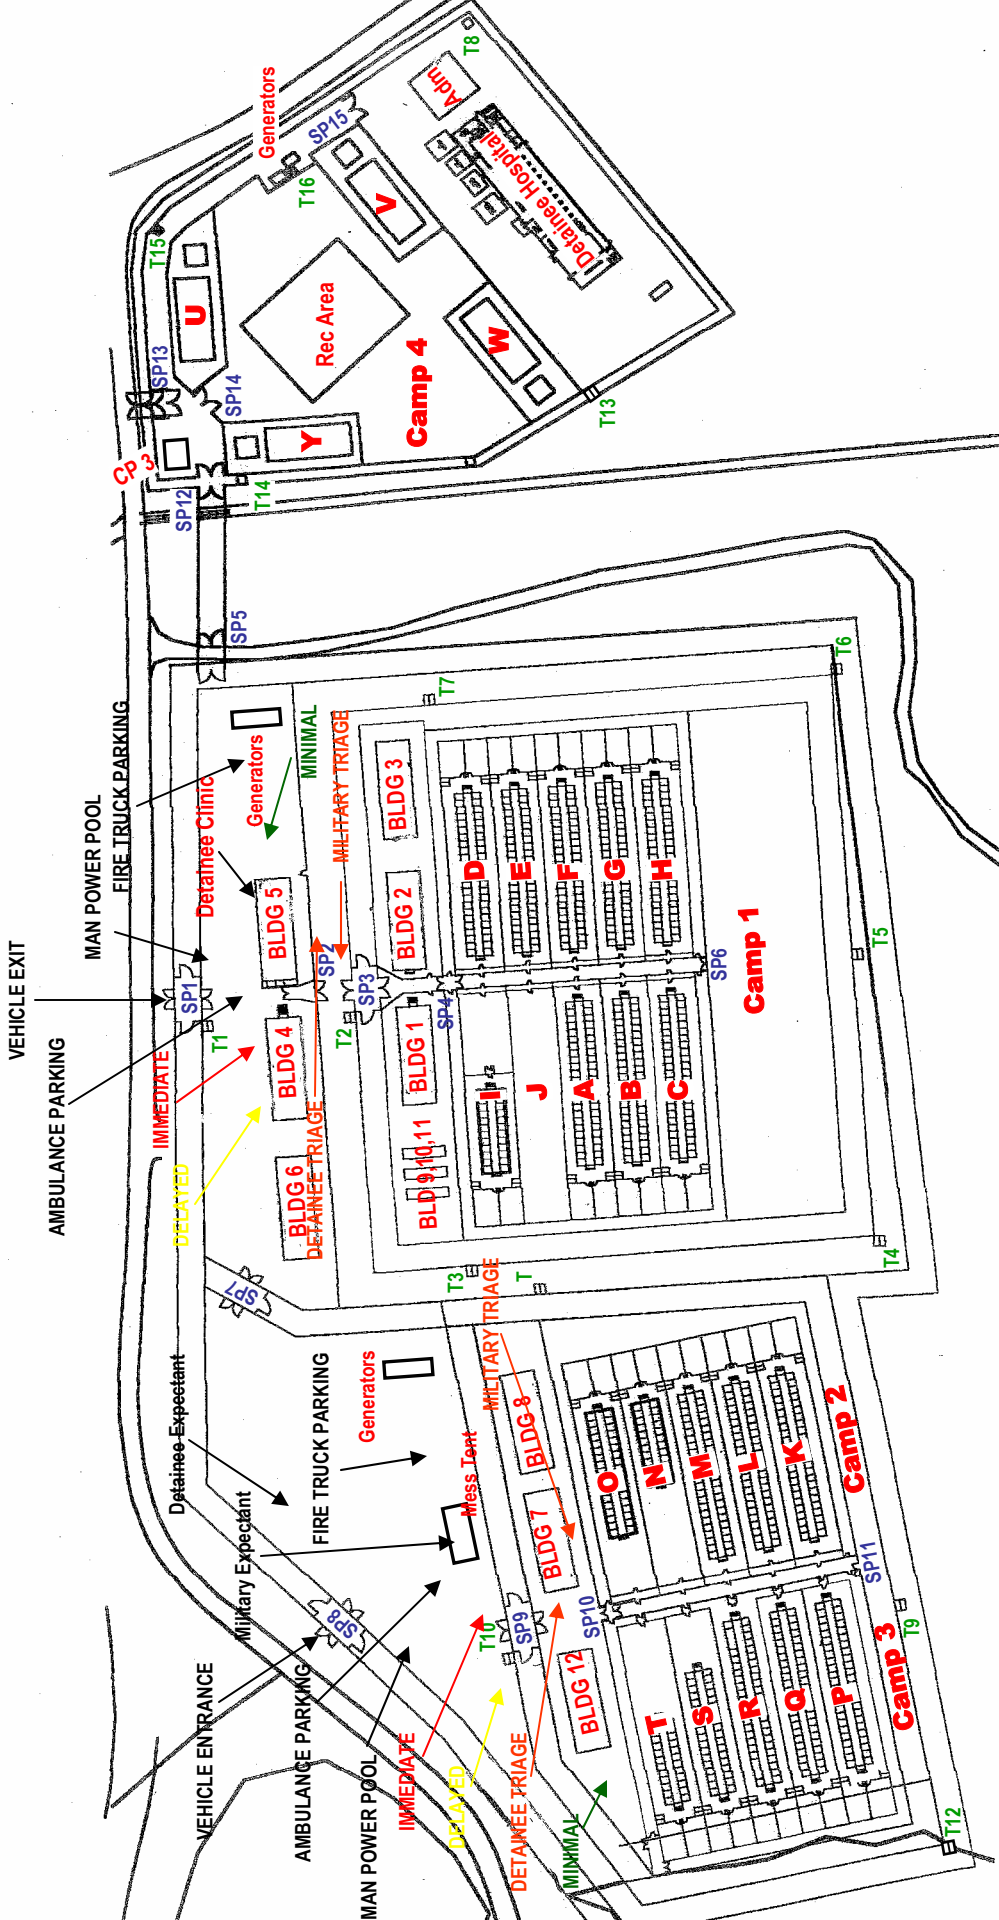 T8
Adm
Generators
SP15
T16
Detainee Hospital
V
T15
U
Rec Area
W
SP13
SP14
Camp 4
T13
CP 3
Y
SP12
T14
SP5
T6
T7
FIRE TRUCK PARKING
MAN POWER POOL
Generators
MINIMAL
MILITARY TRIAGE
Detainee Clinic
BLDG 3
BLDG 5
BLDG 2
D
E
F
G
H
VEHICLE EXIT
SP1
SP2
SP3
SP4
SP6
T5
T1
T2
Camp 1
AMBULANCE PARKING
IMMEDIATE
BLDG 4
BLDG 1
I
J
A
B
C
DELAYED
BLDG 6
DETAINEE TRIAGE
BLD 9,10,11
SP7
T3
T
T4
MILITARY TRIAGE
Detainee Expectant
FIRE TRUCK PARKING
Generators
Mess Tent
BLDG 8
BLDG 7
O
N
M
L
K
Camp 2
Military Expectant
SP8
T10
SP9
SP10
SP11
T9
VEHICLE ENTRANCE
AMBULANCE PARKING
MAN POWER POOL
IMMEDIATE
DELAYED
DETAINEE TRIAGE
MINIMAL
BLDG 12
T
S
R
Q
P
Camp 3
T12